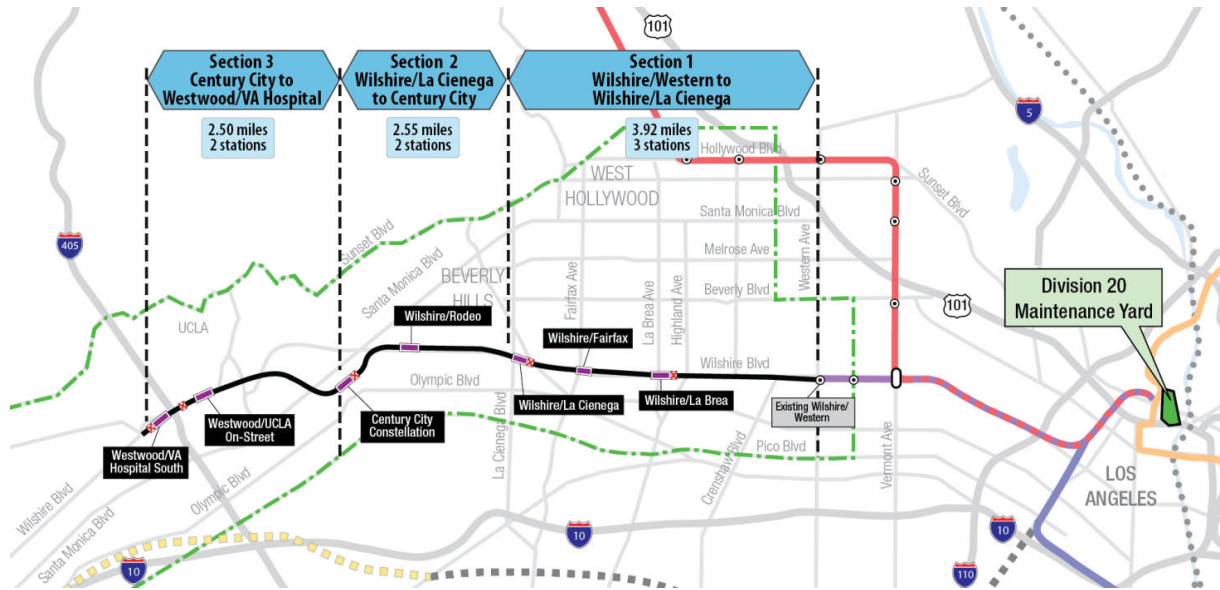 Section 3
Century City to
Westwood/VA Hospital
2.50 miles
2 stations
Section 2
Wilshire/La Cienega
to Century City
2.55 miles
2 stations
Section 1
Wilshire/Western to
Wilshire/La Cienega
3.92 miles
3 stations
101
5
Hollywood Blvd
WEST
HOLLYWOOD
Sunset Blvd
Santa Monica Blvd
Melrose Ave
Western Ave
Beverly Blvd
101
405
Sunset Blvd
Santa Monica Blvd
BEVERLY
HILLS
Fairfax Ave
La Brea Ave
Highland Ave
UCLA
Division 20
Maintenance Yard
Wilshire/Rodeo
Wilshire/Fairfax
Wilshire Blvd
Olympic Blvd
Wilshire/La Cienega
Wilshire/La Brea
Existing Wilshire/
Western
Westwood/UCLA
On-Street
Century City
Constellation
Westwood/VA
Hospital South
La Cienega Blvd
Crenshaw Blvd
Pico Blvd
Vermont Ave
LOS
ANGELES
Wilshire Blvd
Santa Monica Blvd
Olympic Blvd
10
10
10
110